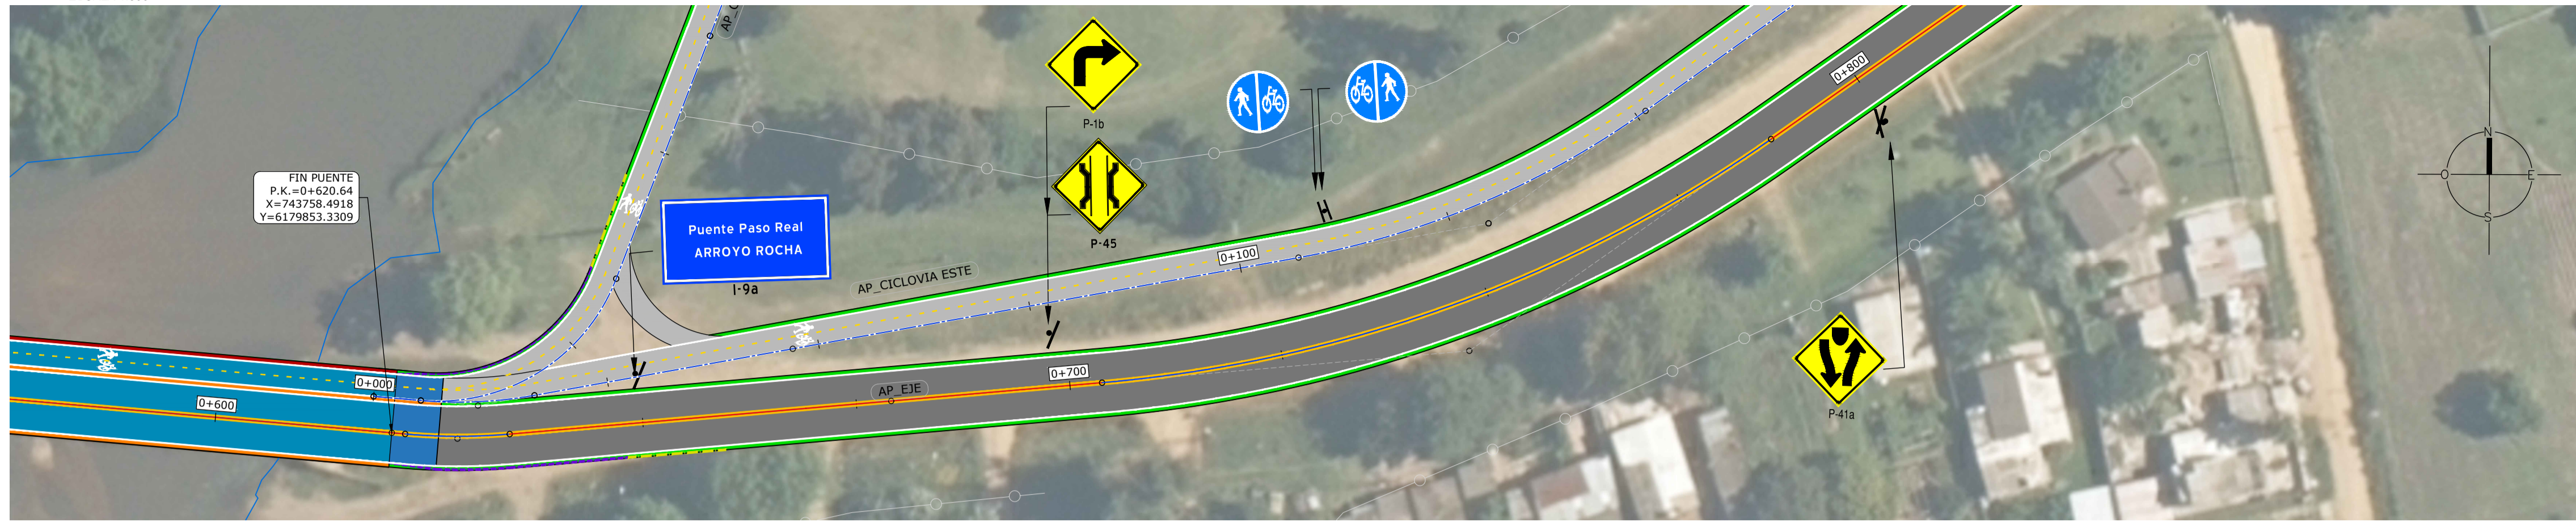 AP_C
P-1b
0+800
FIN PUENTE
P.K.=0+620.64
X=743758.4918
Y=6179853.3309
N
O
E
S
Puente Paso Real
ARROYO ROCHA
I-9a
P-45
AP_CICLOVIA ESTE
0+100
0+000
0+600
AP_EJE
0+700
P-41a